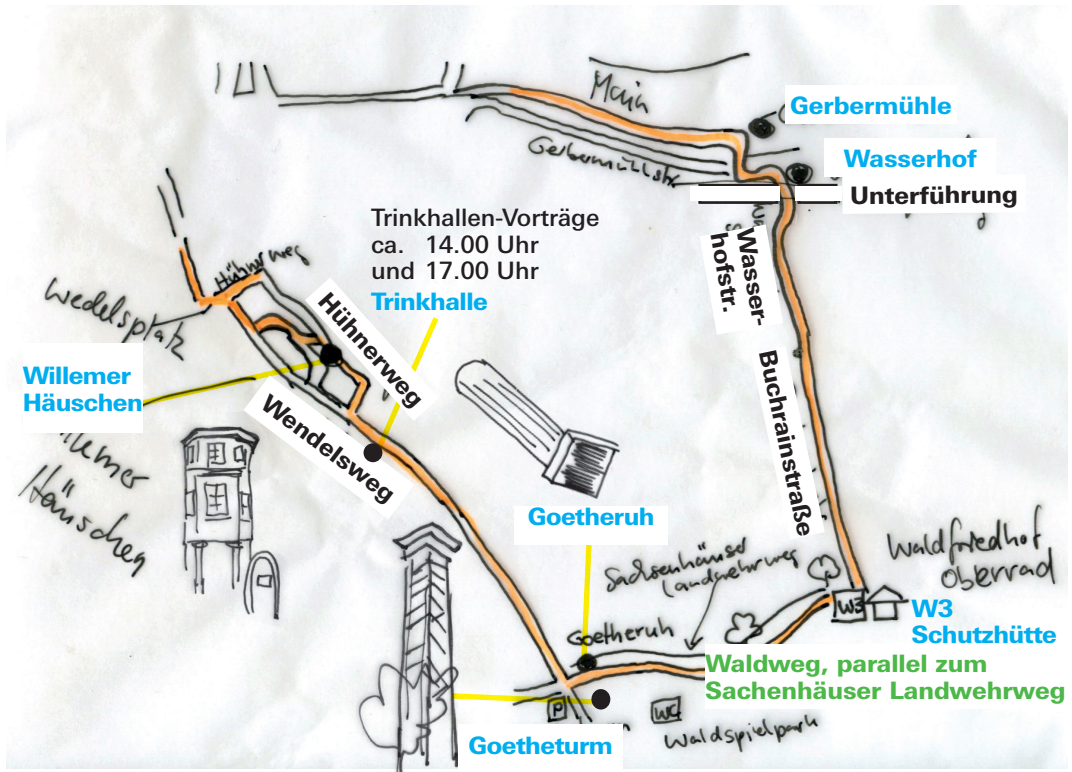 Main
Gerbermühle
Gerbermühlstr
Wasserhof
Unterführung
Trinkhallen-Vorträge
ca. 14.00 Uhr
und 17.00 Uhr
Trinkhalle
Wasser-
hofstr.
Hühnerweg
Wedelsplatz
Hühnerweg
Willemer
Häuschen
Häuschen
Wendelsweg
Buchrainstraße
Goetheruh
Sachsenhäuser
Landwehrweg
Waldfriedhof
Oberrad
W3
W3
Schutzhütte
Goetheruh
Waldweg, parallel zum
Sachenhäuser Landwehrweg
P
WC
Waldspielpark
Goetheturm